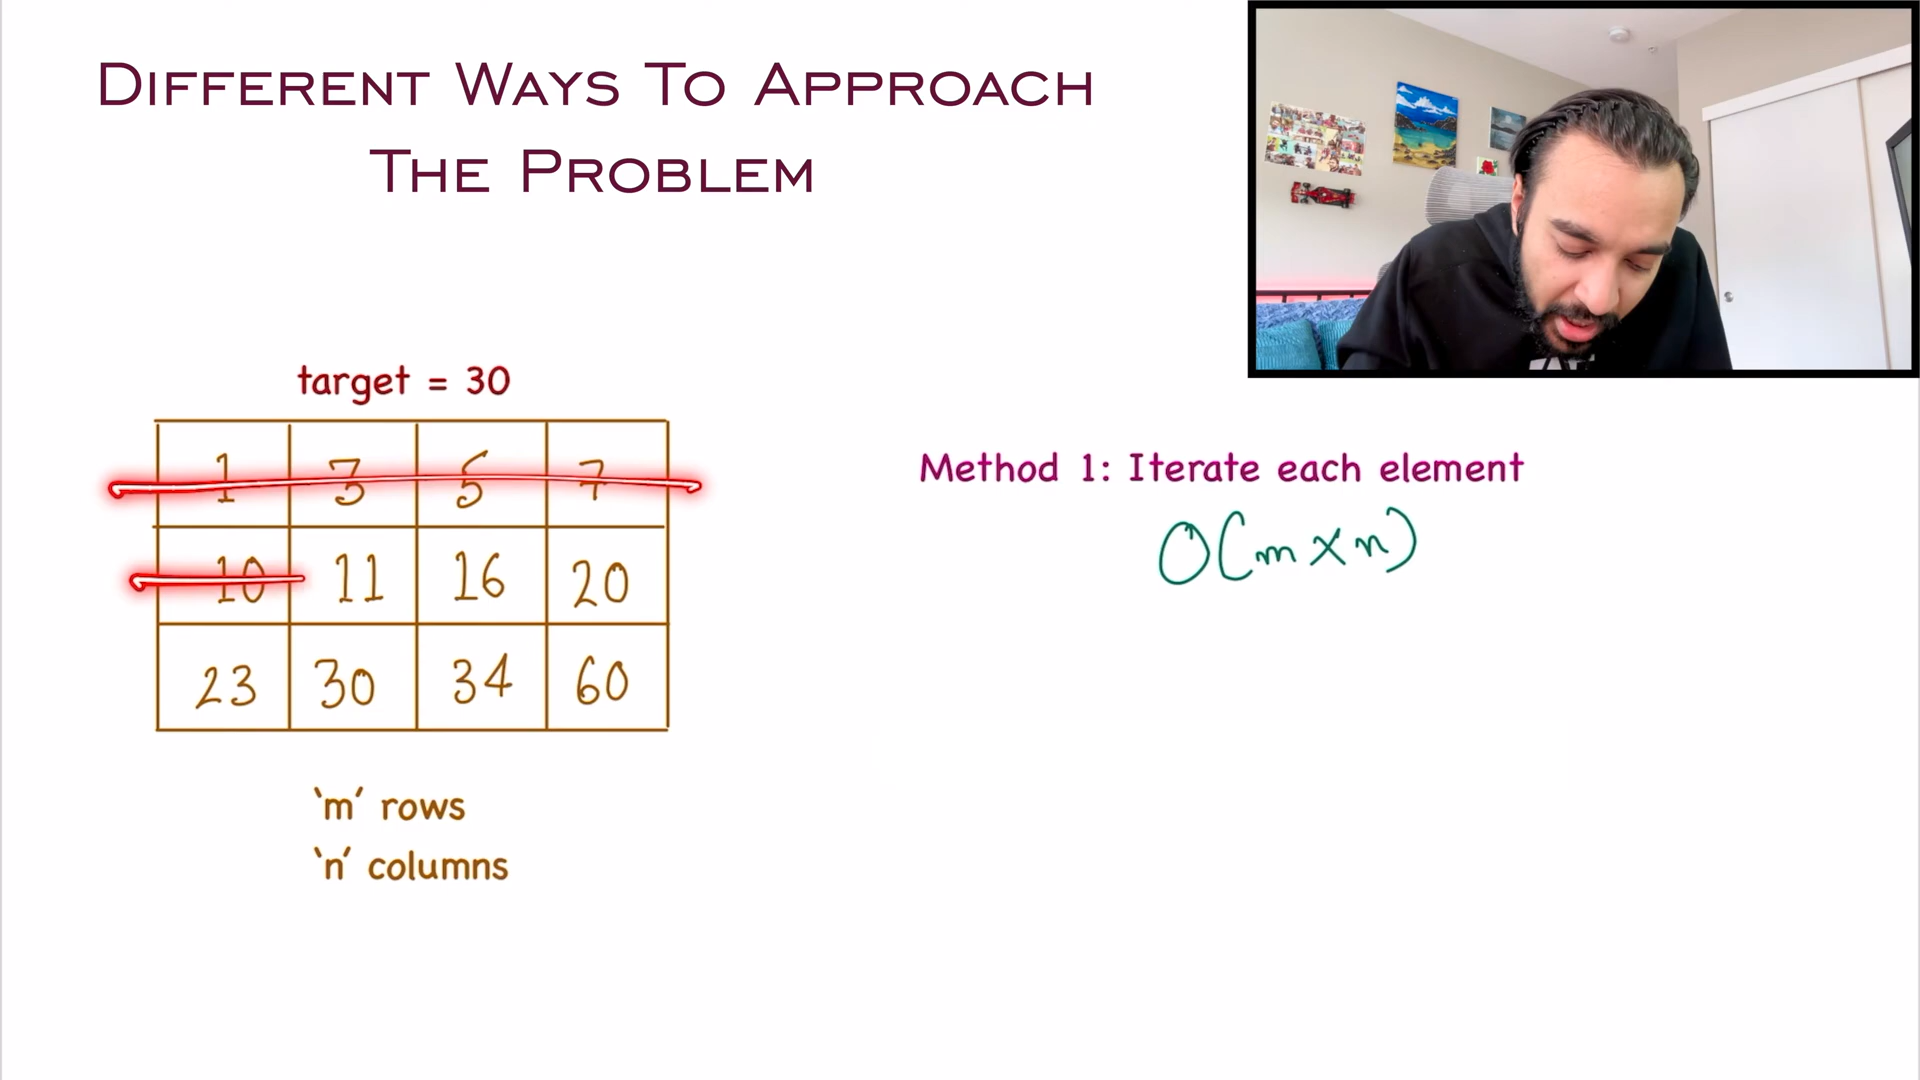 Different Ways To Approach
The Problem
target = 30
1 3 5 7
10 11 16 20
23 30 34 60
'm' rows
'n' columns
Method 1: Iterate each element
O(m x n)